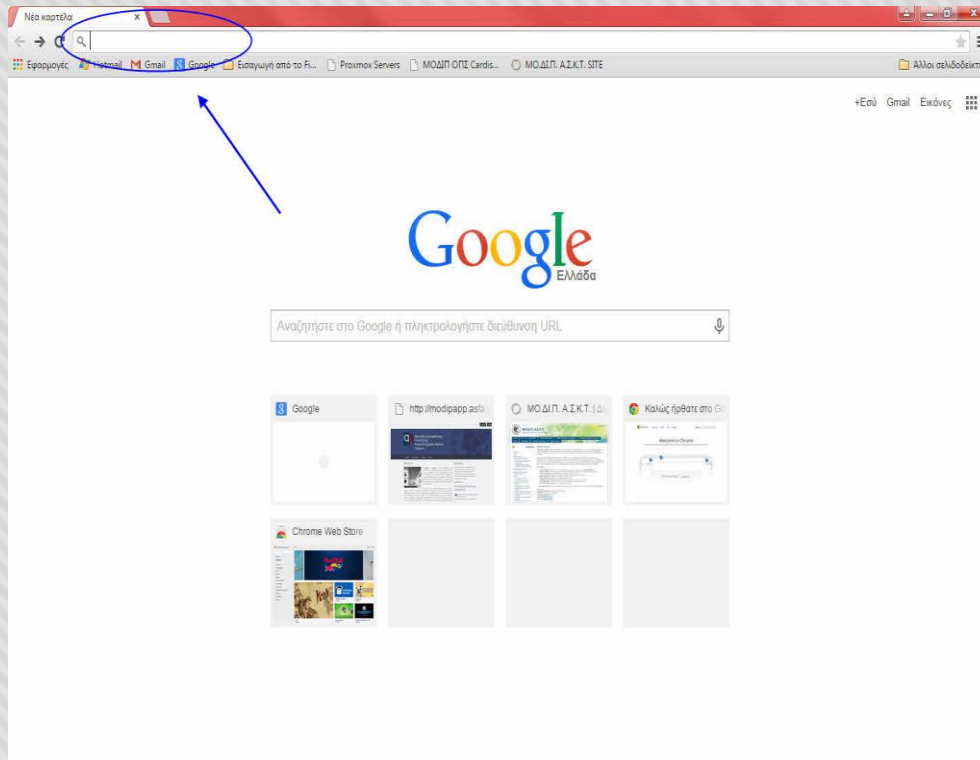 Νέα καρτέλα
Εφαρμογές Hotmail Gmail Google Εισαγωγή από το Fi... Proxmox Servers ΜΟΔΙΠ ΟΠΣ Cardis... ΜΟ.ΔΙ.Π. Α.Σ.Κ.Τ. SITE Άλλοι σελιδοδείκτ
+Εσύ Gmail Εικόνες
Google
Ελλάδα
Αναζητήστε στο Google ή πληκτρολογήστε διεύθυνση URL
Google http://modipapp.asfa ΜΟ.ΔΙ.Π. Α.Σ.Κ.Τ. | Δι Καλώς ήρθατε στο Go
Chrome Web Store